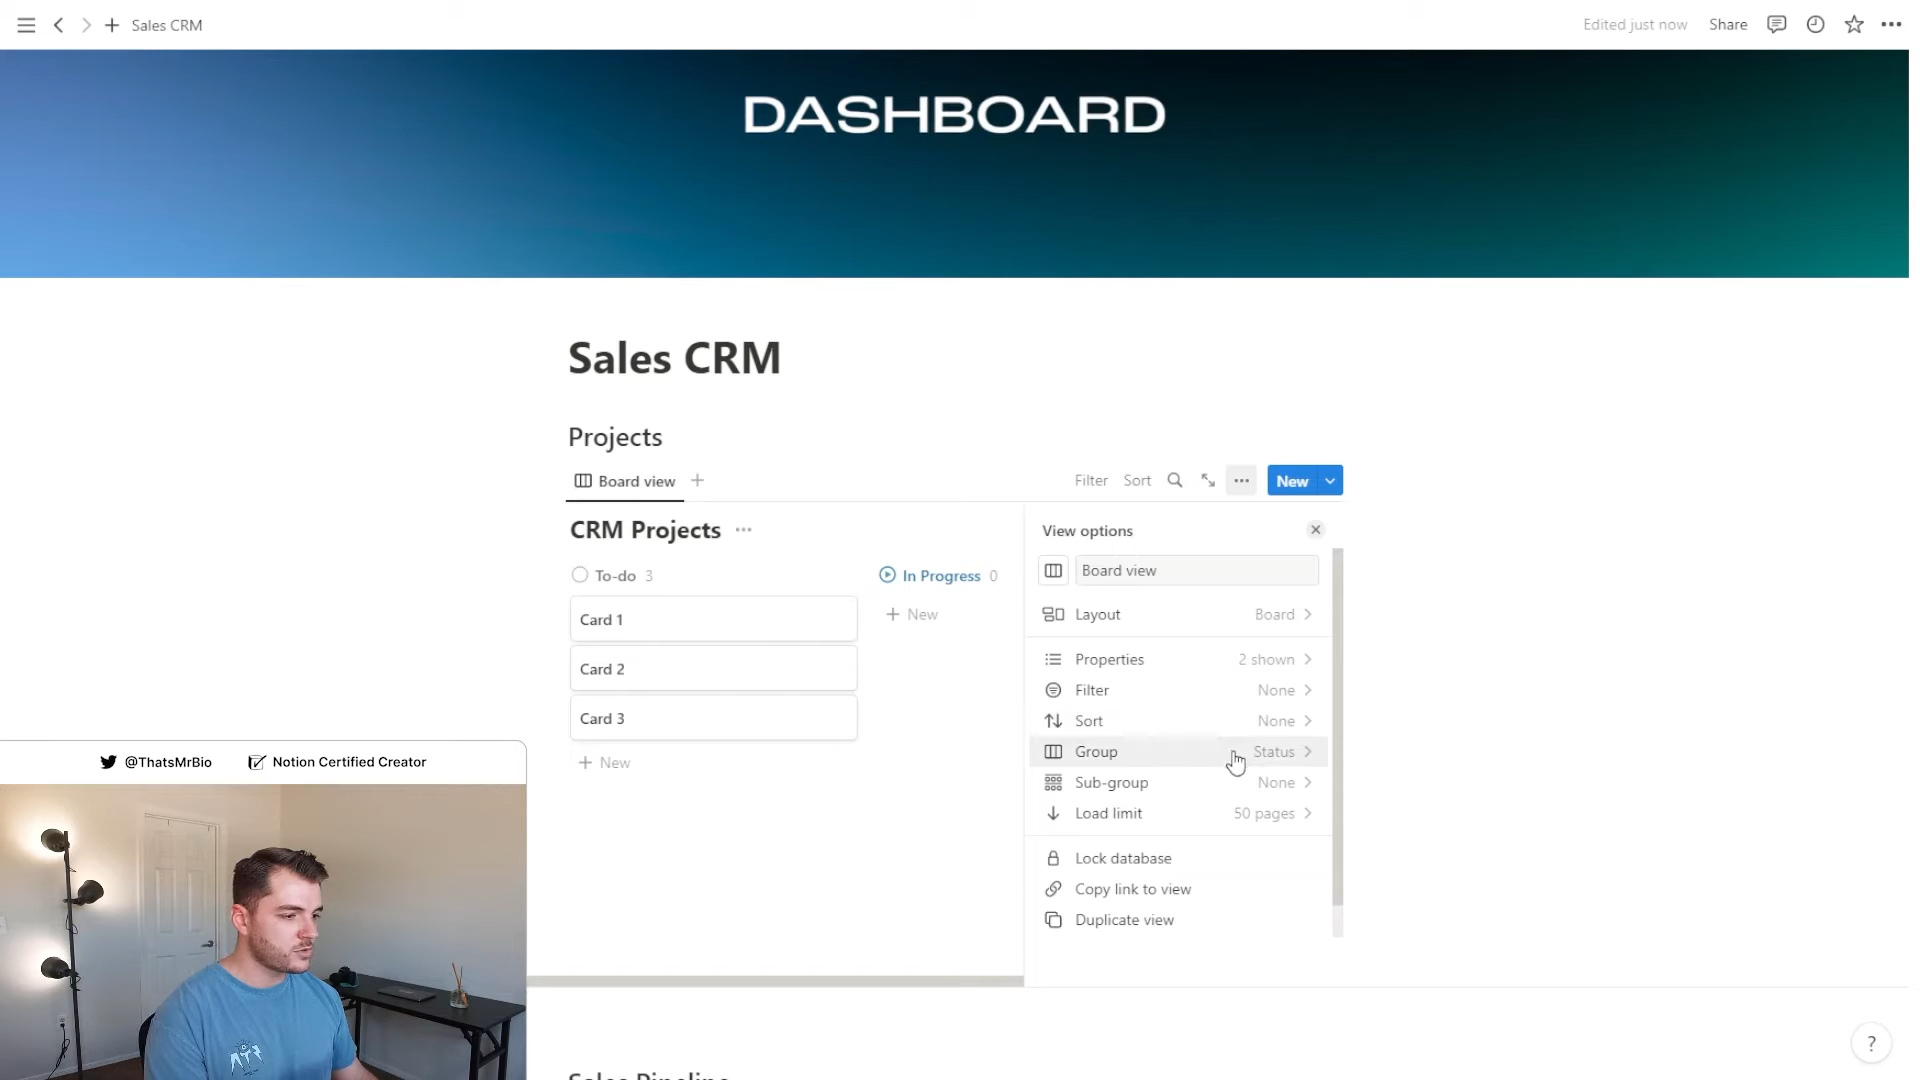 Sales CRM
Edited just now
Share
DASHBOARD
Sales CRM
Projects
Board view
Filter
Sort
New
CRM Projects
To-do 3
In Progress 0
Card 1
Card 2
Card 3
New
New
View options
Board view
Layout Board
Properties 2 shown
Filter None
Sort None
Group Status
Sub-group None
Load limit 50 pages
Lock database
Copy link to view
Duplicate view
@ThatsMrBio
Notion Certified Creator
Sales Pipeline
?